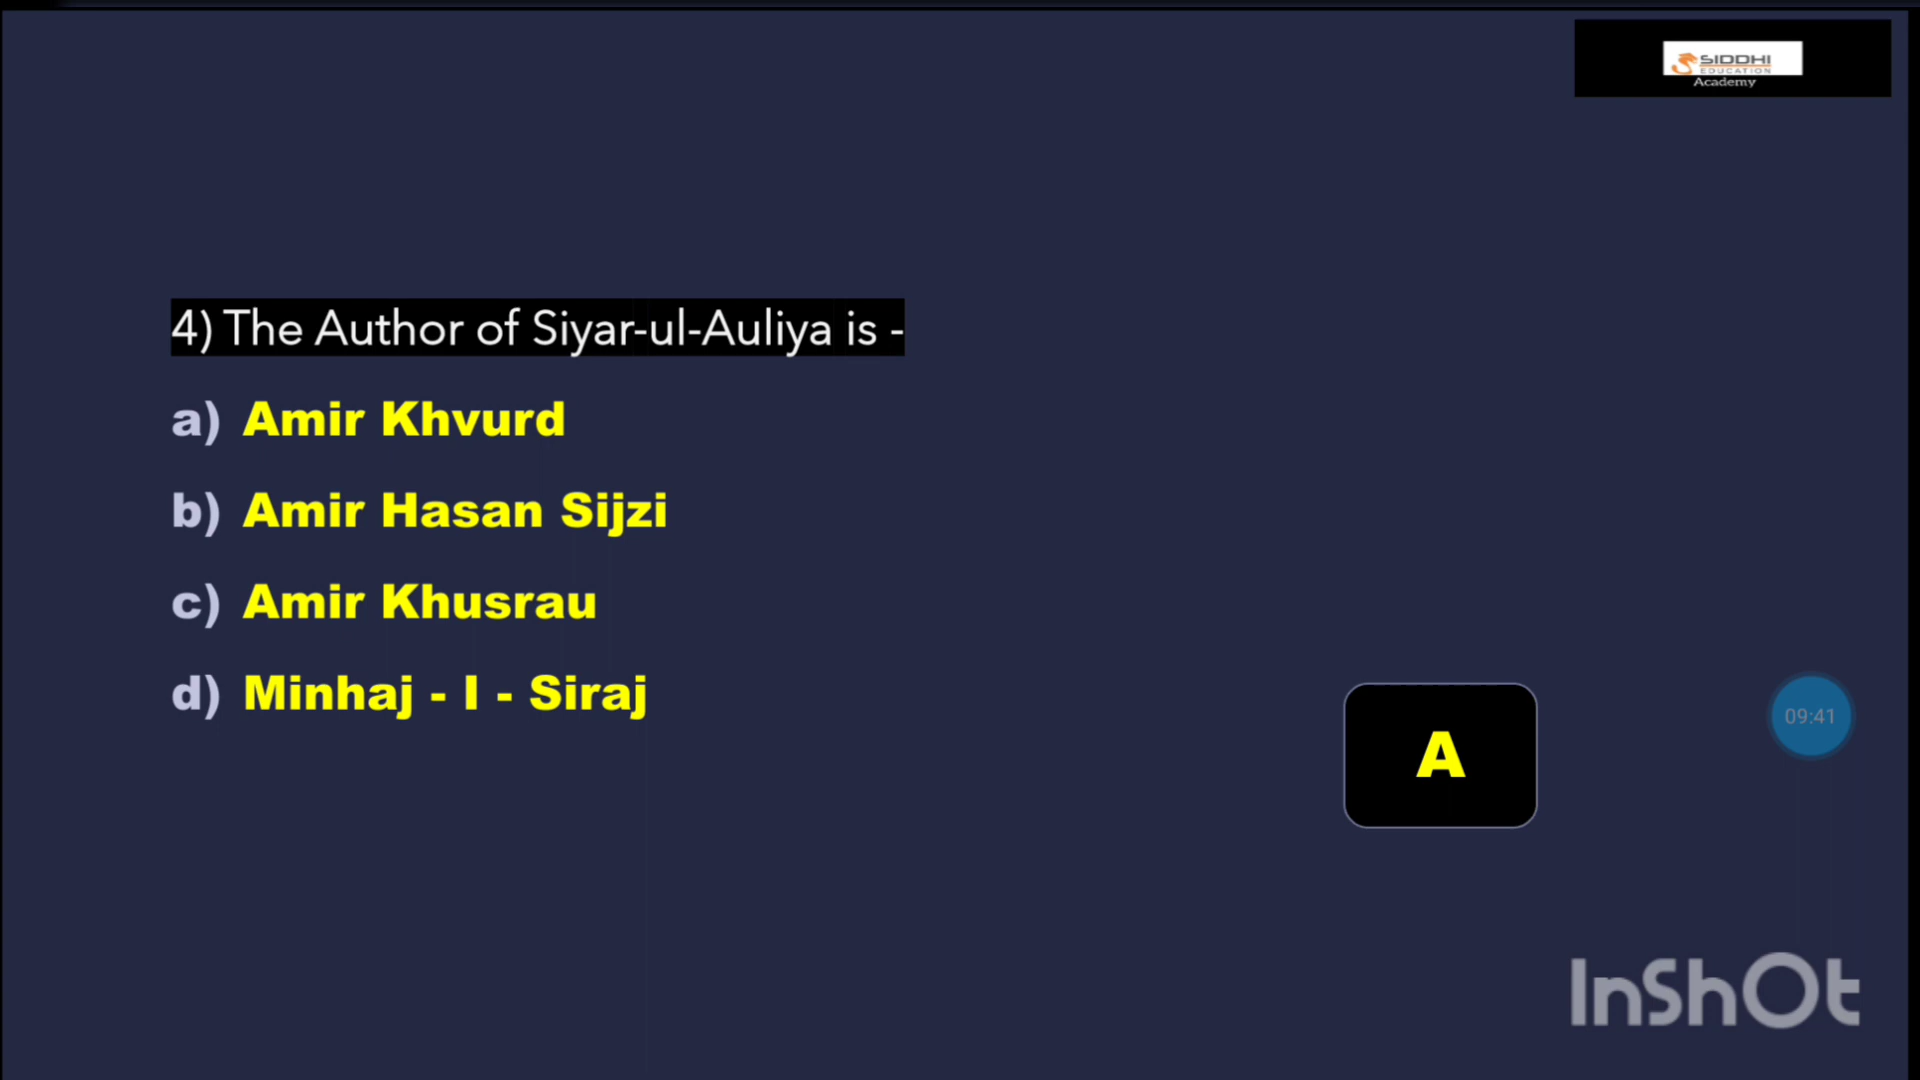 SIDDHI
EDUCATION
Academy
4) The Author of Siyar-ul-Auliya is -
a) Amir Khvurd
b) Amir Hasan Sijzi
c) Amir Khusrau
d) Minhaj - I - Siraj
A
09:41
InShOt